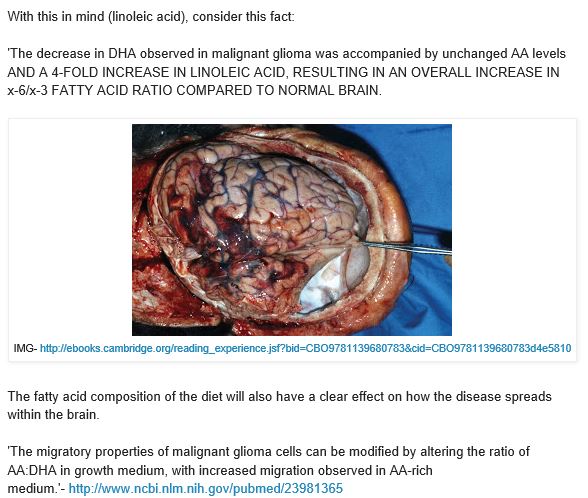 With this in mind (linoleic acid), consider this fact:
'The decrease in DHA observed in malignant glioma was accompanied by unchanged AA levels
AND A 4-FOLD INCREASE IN LINOLEIC ACID, RESULTING IN AN OVERALL INCREASE IN
x-6/x-3 FATTY ACID RATIO COMPARED TO NORMAL BRAIN.
IMG- http://ebooks.cambridge.org/reading_experience.jsf?bid=CBO9781139680783&cid=CBO9781139680783d4e5810
The fatty acid composition of the diet will also have a clear effect on how the disease spreads
within the brain.
'The migratory properties of malignant glioma cells can be modified by altering the ratio of
AA:DHA in growth medium, with increased migration observed in AA-rich
medium.'- http://www.ncbi.nlm.nih.gov/pubmed/23981365